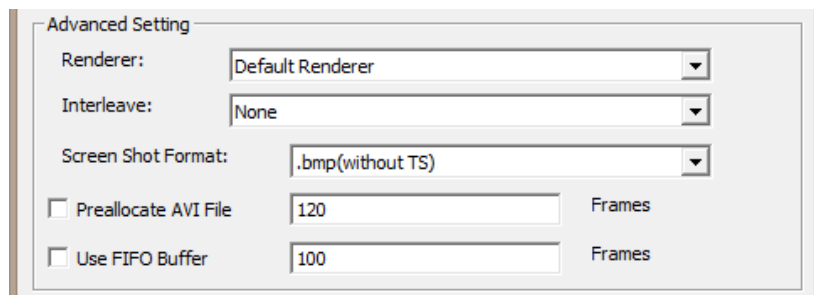 Advanced Setting
Renderer: Default Renderer
Interleave: None
Screen Shot Format: .bmp(without TS)
Preallocate AVI File 120 Frames
Use FIFO Buffer 100 Frames